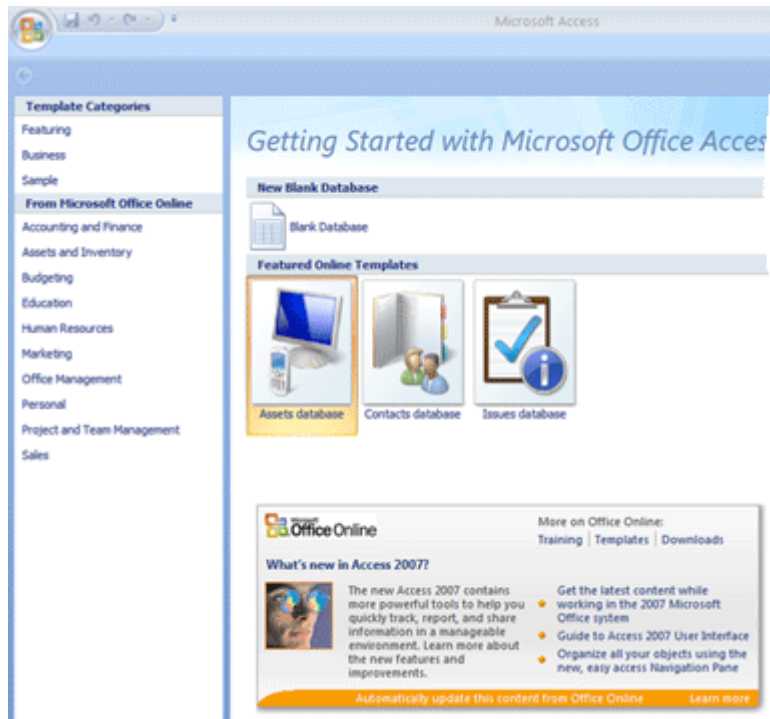 Microsoft Access
Template Categories
Featuring
Business
Sample
From Microsoft Office Online
Accounting and Finance
Assets and Inventory
Budgeting
Education
Human Resources
Marketing
Office Management
Personal
Project and Team Management
Sales
Getting Started with Microsoft Office Acces
New Blank Database
Blank Database
Featured Online Templates
Assets database
Contacts database
Issues database
Microsoft
Office Online
More on Office Online:
Training | Templates | Downloads
What's new in Access 2007?
The new Access 2007 contains
more powerful tools to help you
quickly track, report, and share
information in a manageable
environment. Learn more about
the new features and
improvements.
Get the latest content while
working in the 2007 Microsoft
Office system
Guide to Access 2007 User Interface
Organize all your objects using the
new, easy access Navigation Pane
Automatically update this content from Office Online
Learn more